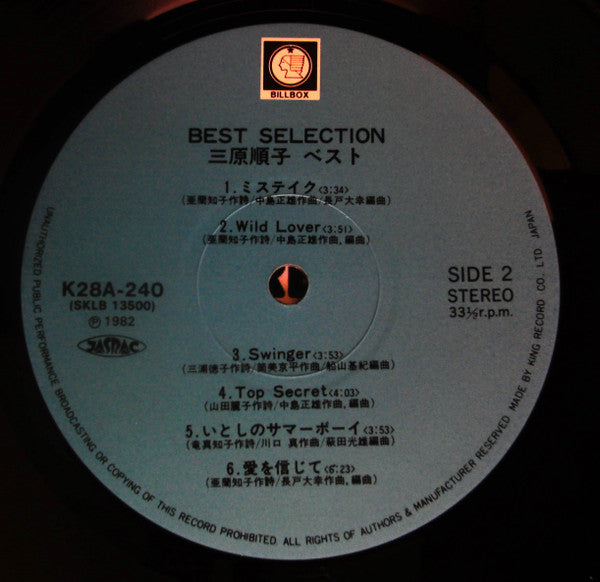 BILLBOX
BEST SELECTION
三原順子 ベスト
1.ミステイク<3:34>
(亜蘭知子作詩/中島正雄作曲/長戸大幸編曲)
2.Wild Lover<3:51>
(亜蘭知子作詩/中島正雄作曲,編曲)
K28A-240
(SKLB 13500)
Ⓟ 1982
JASRAC
SIDE 2
STEREO
33⅓r.p.m.
3.Swinger<3:53>
(三浦徳子作詩/筒美京平作曲/船山基紀編曲)
4.Top Secret<4:03>
(山田麗子作詩/中島正雄作曲,編曲)
5.いとしのサマーボーイ<3:53>
(竜真知子作詩/川口 真作曲/萩田光雄編曲)
6.愛を信じて<6:23>
(亜蘭知子作詩/長戸大幸作曲,編曲)
UNAUTHORIZED PUBLIC PERFORMANCE BROADCASTING OR COPYING OF THIS RECORD PROHIBITED. ALL RIGHTS OF AUTHORS & MANUFACTURER RESERVED. MADE BY KING RECORD CO., LTD. JAPAN